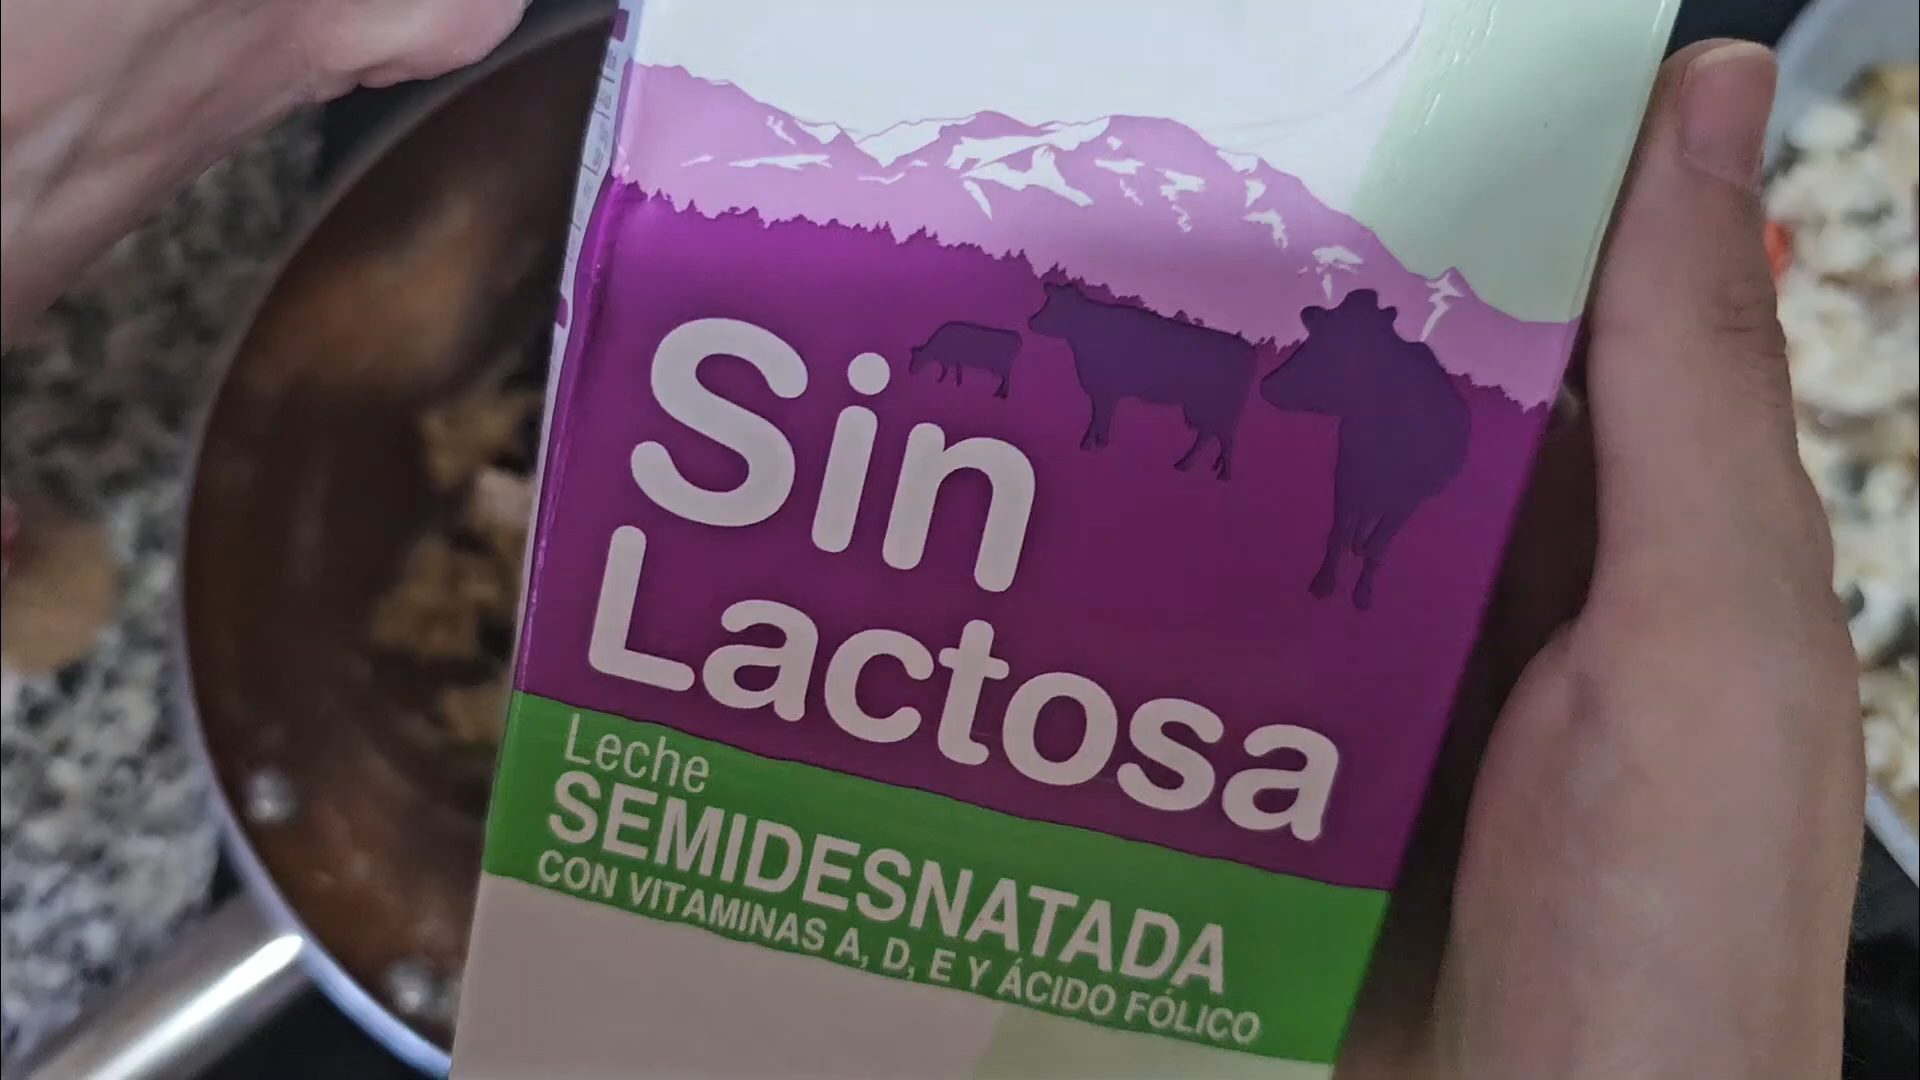 Sin
Lactosa
Leche
SEMIDESNATADA
CON VITAMINAS A, D, E Y ÁCIDO FÓLICO